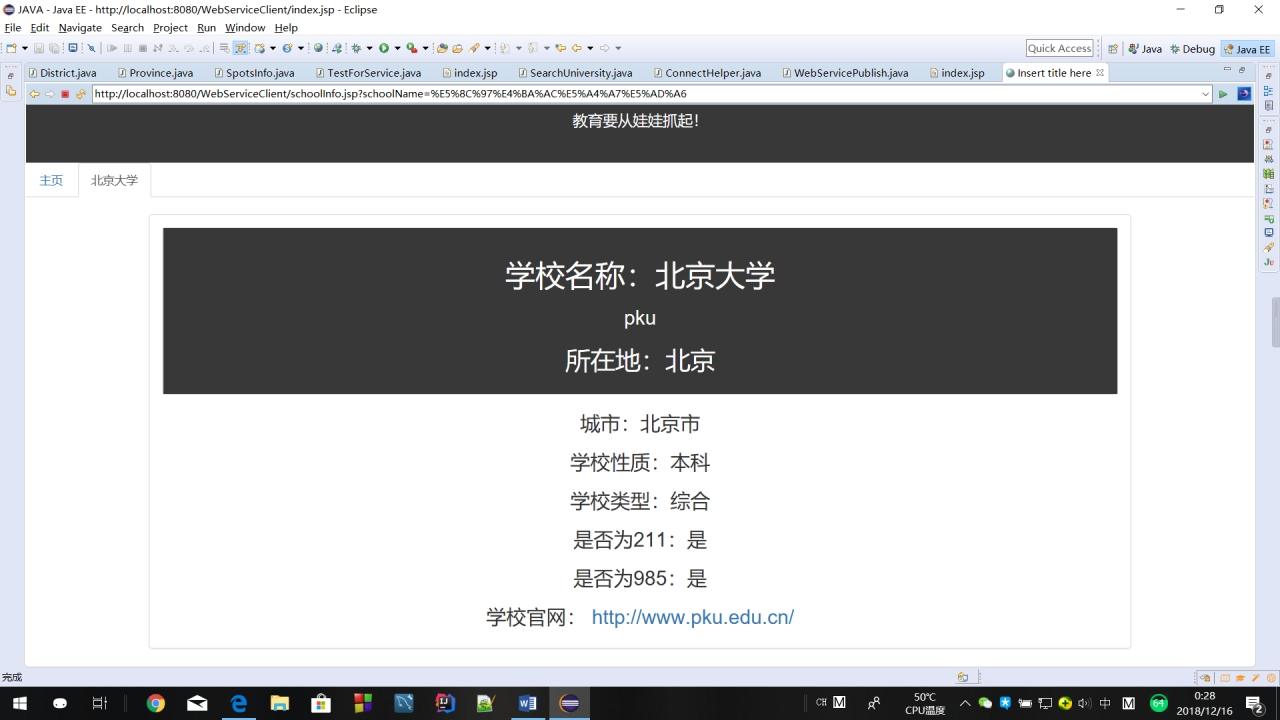 JAVA - Java EE - http://localhost:8080/WebServiceClient/index.jsp - Eclipse
File Edit Navigate Search Project Run Window Help
Quick Access Java Debug Java EE
District.java Province.java SpotsInfo.java TestForService.java index.jsp SearchUniversity.java ConnectHelper.java WebServicePublish.java index.jsp Insert title here
http://localhost:8080/WebServiceClient/schoolInfo.jsp?schoolName=%E5%8C%97%E4%BA%AC%E5%A4%A7%E5%AD%A6
教育要从娃娃抓起!
主页 北京大学
学校名称：北京大学
pku
所在地：北京
城市：北京市
学校性质：本科
学校类型：综合
是否为211：是
是否为985：是
学校官网： http://www.pku.edu.cn/
完成
50℃
CPU温度
中
64
0:28
2018/12/16
2